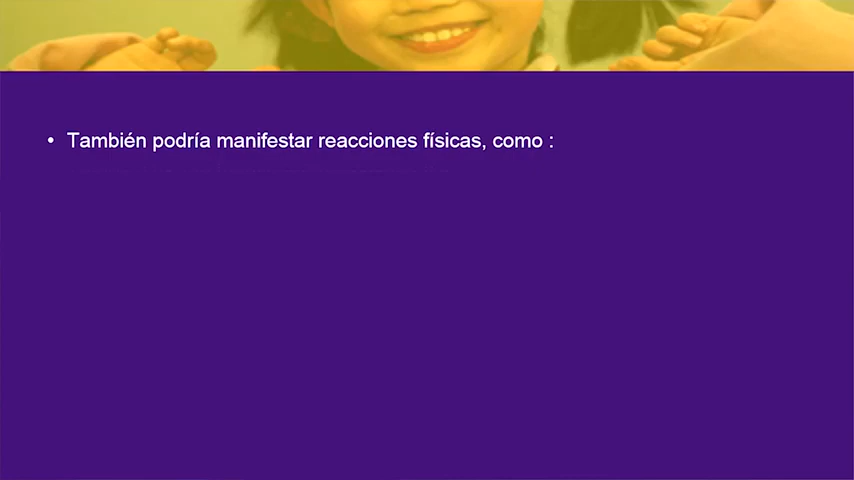 • También podría manifestar reacciones físicas, como :